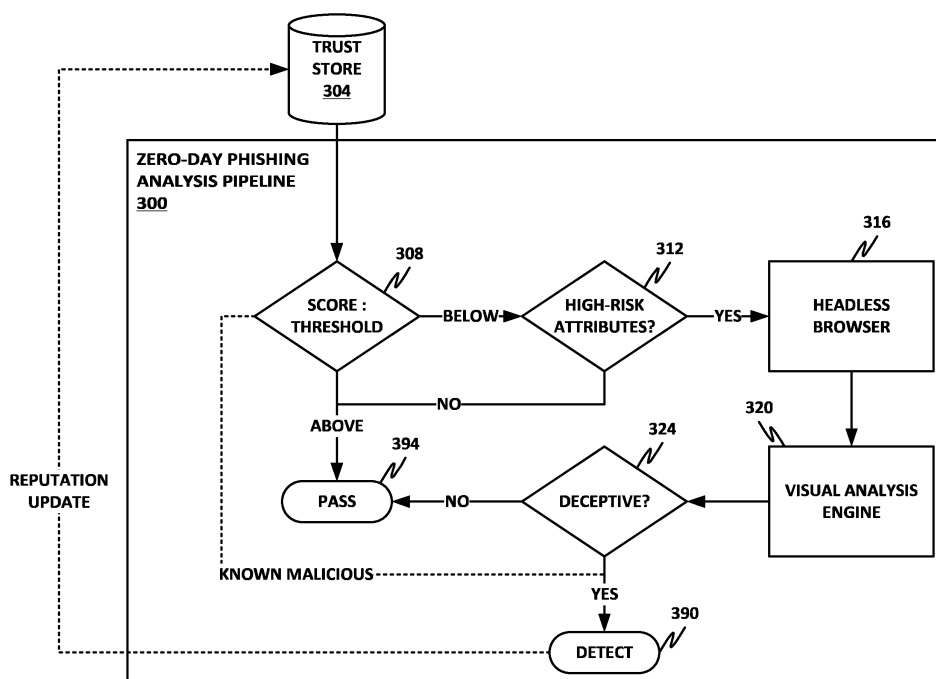 TRUST
STORE
304
ZERO-DAY PHISHING
ANALYSIS PIPELINE
300
308
312
316
SCORE :
THRESHOLD
BELOW
HIGH-RISK
ATTRIBUTES?
YES
HEADLESS
BROWSER
NO
ABOVE
320
324
394
REPUTATION
UPDATE
PASS
NO
DECEPTIVE?
VISUAL ANALYSIS
ENGINE
KNOWN MALICIOUS
YES
390
DETECT